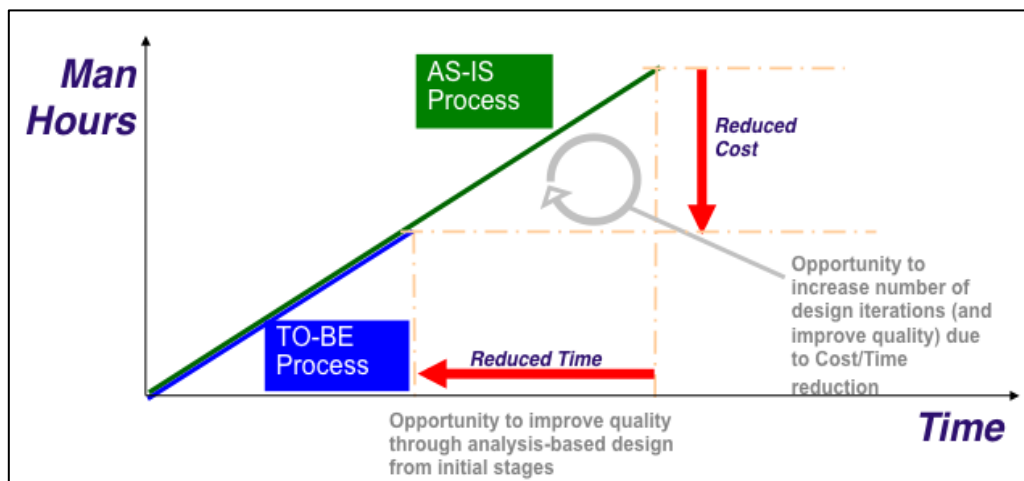 Man
Hours
AS-IS
Process
Reduced
Cost
Opportunity to
increase number of
design iterations (and
improve quality) due
to Cost/Time
reduction
TO-BE
Process
Reduced Time
Time
Opportunity to improve quality
through analysis-based design
from initial stages